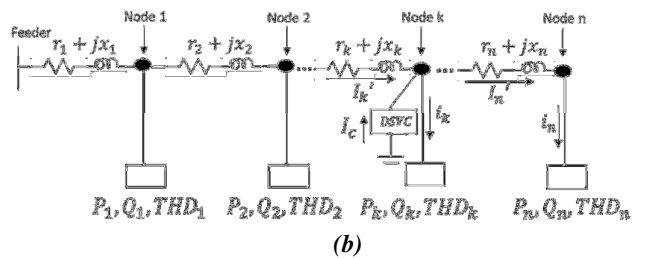 Node 1 Node 2 Node k Node n
Feeder
r₁ + jx₁ r₂ + jx₂ rₖ + jxₖ rₙ + jxₙ
Iₖ' Iₙ'
I_C DSVC iₖ iₙ
P₁, Q₁, THD₁ P₂, Q₂, THD₂ Pₖ, Qₖ, THDₖ Pₙ, Qₙ, THDₙ
(b)